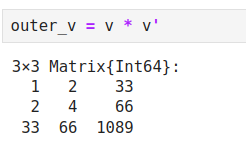 outer_v = v * v'
3×3 Matrix{Int64}:
1 2 33
2 4 66
33 66 1089